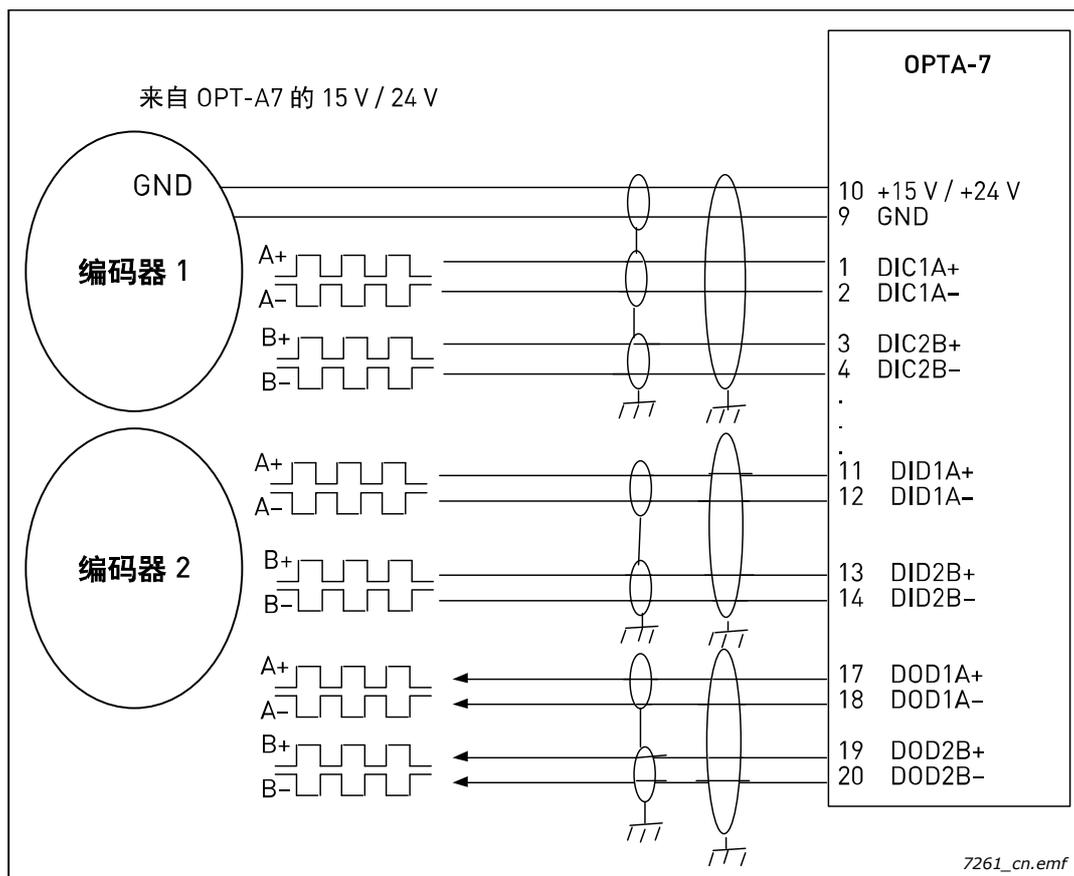 OPTA-7
来自 OPT-A7 的 15 V / 24 V
GND
编码器 1
10 +15 V / +24 V
9 GND
A+
A-
1 DIC1A+
2 DIC1A-
B+
B-
3 DIC2B+
4 DIC2B-
.
.
.
编码器 2
A+
A-
11 DID1A+
12 DID1A-
B+
B-
13 DID2B+
14 DID2B-
A+
A-
17 DOD1A+
18 DOD1A-
B+
B-
19 DOD2B+
20 DOD2B-
7261_cn.emf